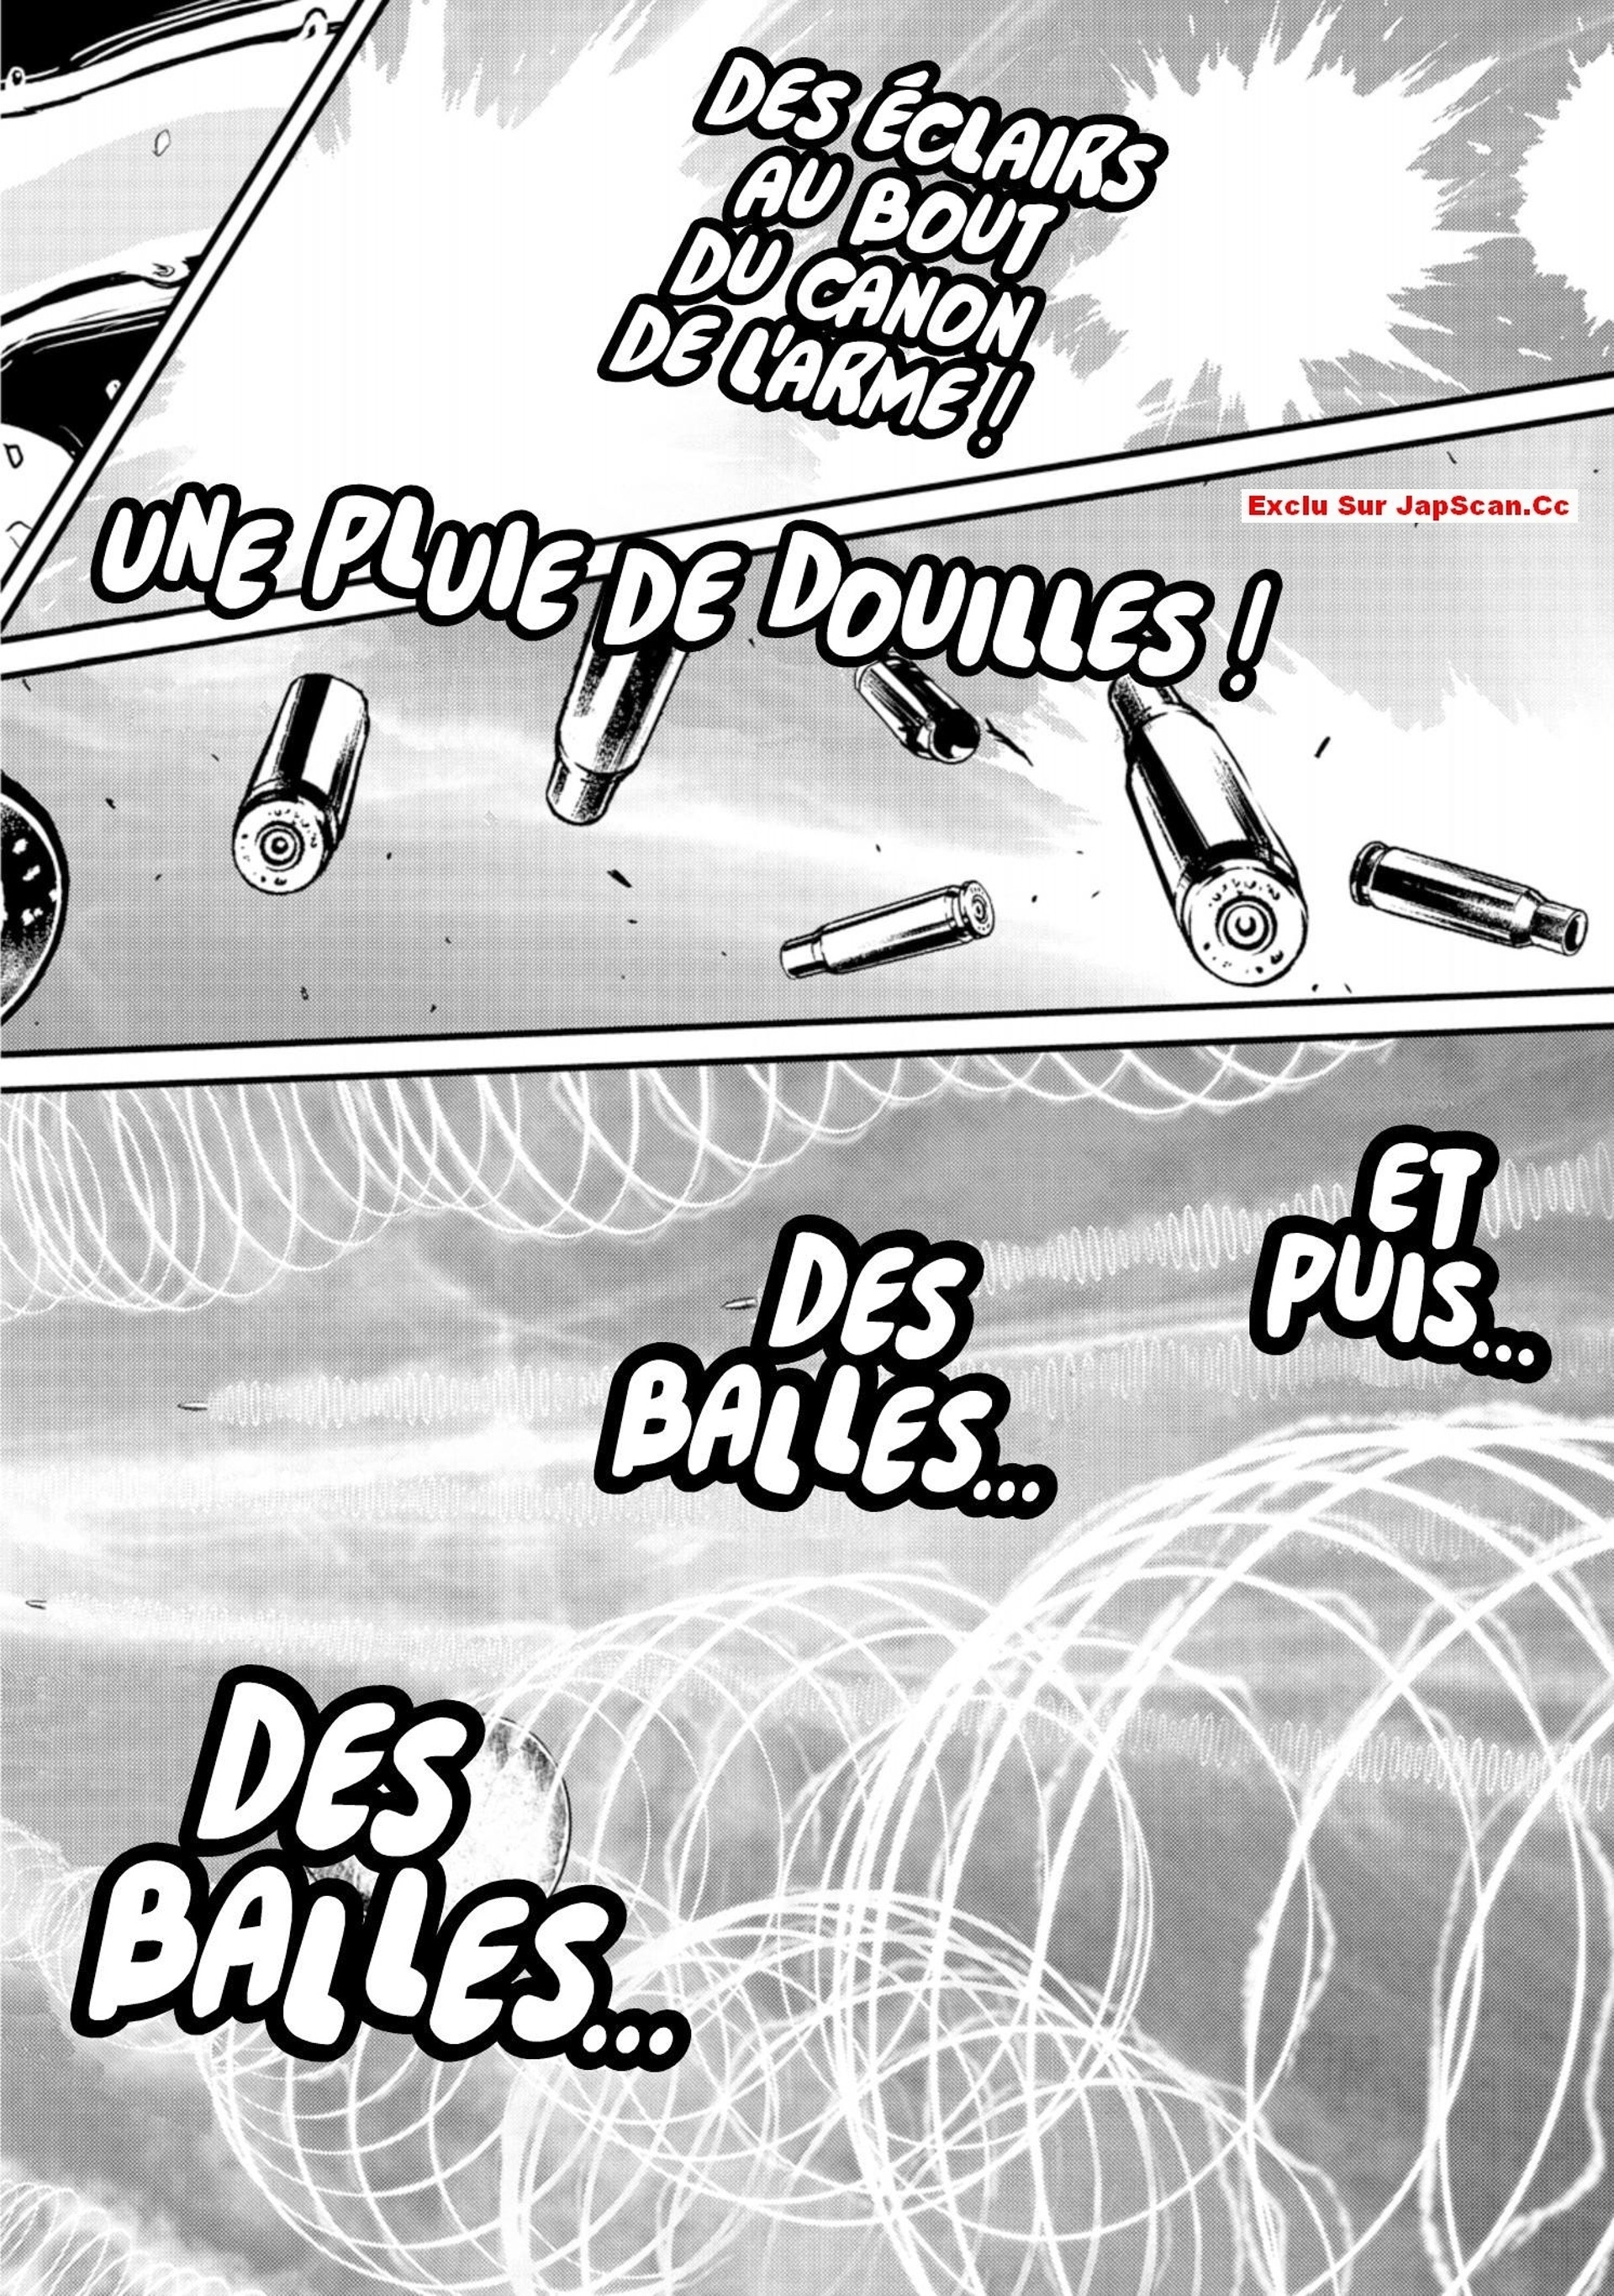 DES ÉCLAIRS
AU BOUT
DU CANON
DE L'ARME !!
Exclu Sur JapScan.Cc
UNE PLUIE DE DOUILLES !
ET
PUIS...
DES
BALLES...
DES
BALLES...